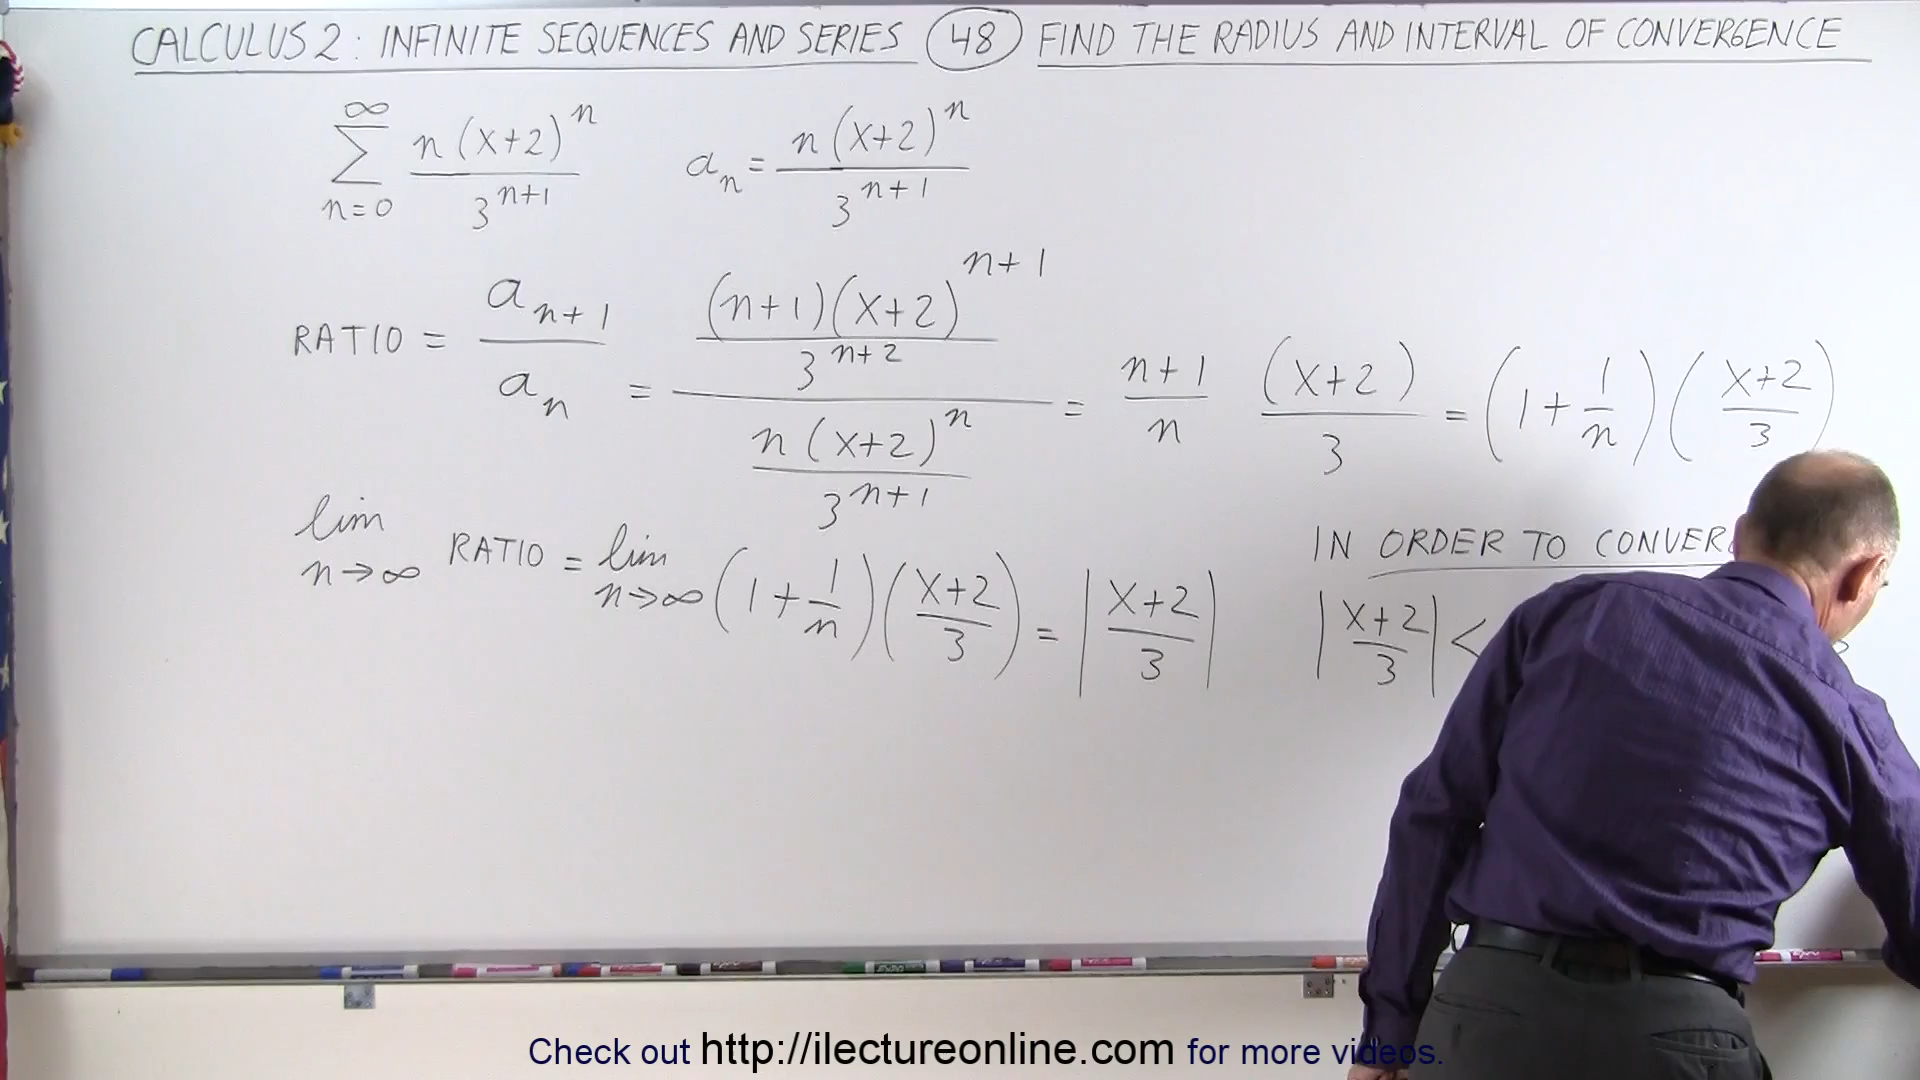 CALCULUS 2: INFINITE SEQUENCES AND SERIES 48 FIND THE RADIUS AND INTERVAL OF CONVERGENCE
∞
∑ n(x+2)^n / 3^(n+1)
n=0
a_n = n(x+2)^n / 3^(n+1)
RATIO = a_(n+1) / a_n = ((n+1)(x+2)^(n+1) / 3^(n+2)) / (n(x+2)^n / 3^(n+1)) = (n+1)/n (x+2)/3 = (1 + 1/n)((x+2)/3)
lim n→∞ RATIO = lim n→∞ (1 + 1/n)((x+2)/3) = |(x+2)/3|
IN ORDER TO
|(x+2)/3| <
Check out http://ilectureonline.com for more videos.